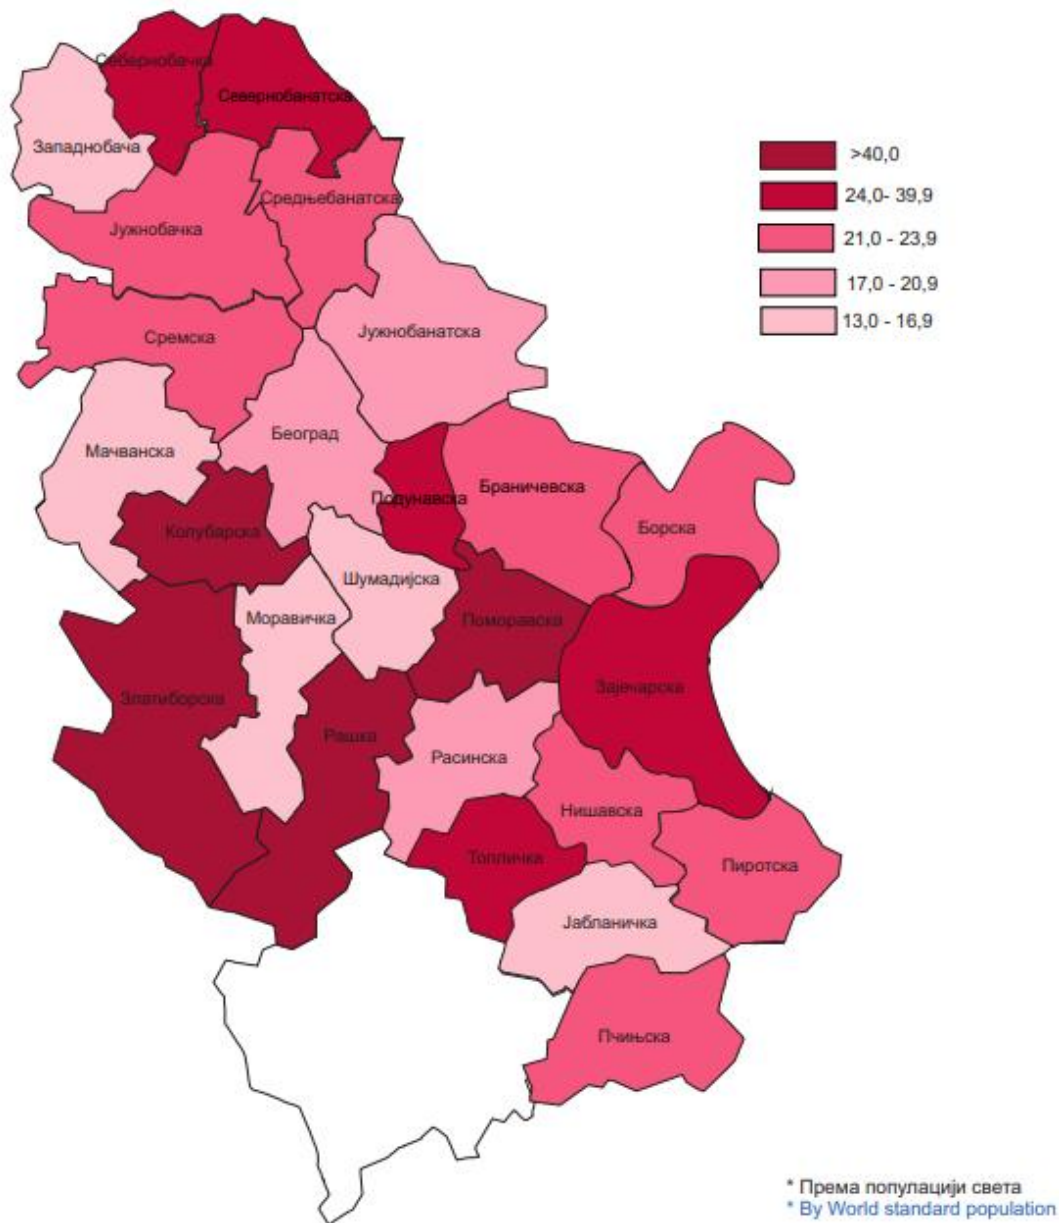 Севернобачка
Севернобанатска
Западнобача
Средњебанатска
Јужнобачка
Јужнобанатска
Сремска
Београд
Мачванска
Подунавска
Браничевска
Борска
Колубарска
Шумадијска
Моравичка
Поморавска
Златиборска
Рашка
Зајечарска
Расинска
Нишавска
Топличка
Пиротска
Јабланичка
Пчињска
>40,0
24,0- 39,9
21,0 - 23,9
17,0 - 20,9
13,0 - 16,9
* Према популацији света
* By World standard population